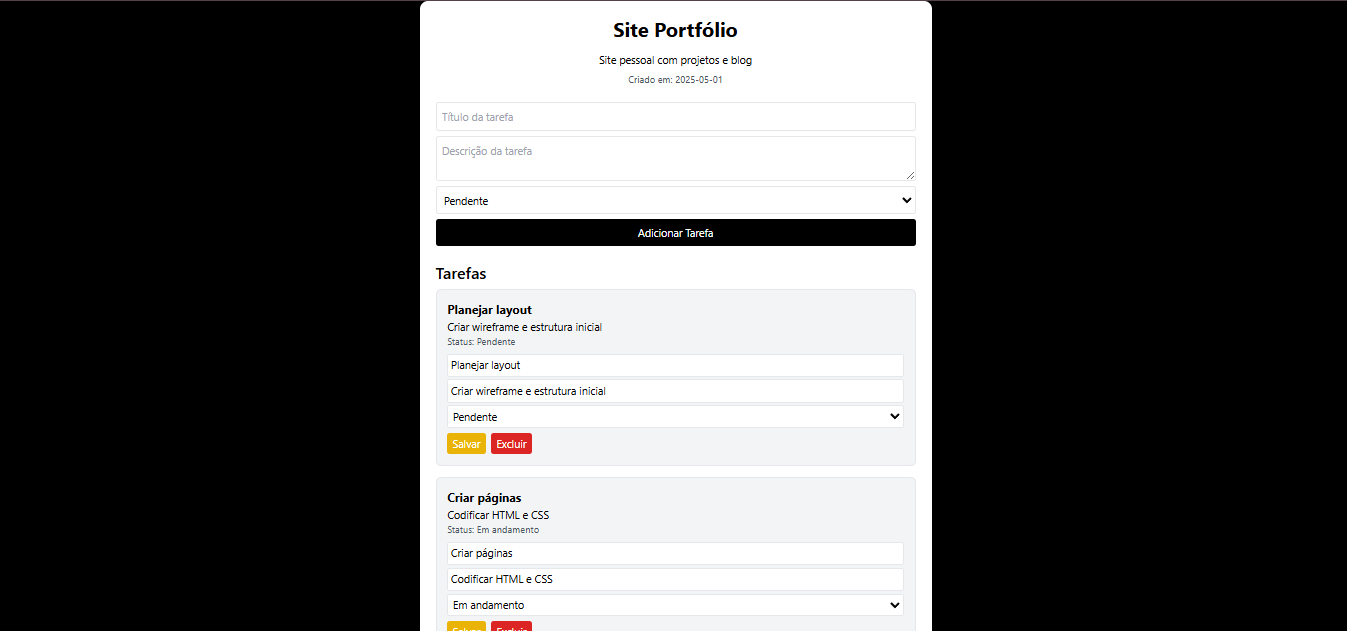 Site Portfólio
Site pessoal com projetos e blog
Criado em: 2025-05-01
Título da tarefa
Descrição da tarefa
Pendente
Adicionar Tarefa
Tarefas
Planejar layout
Criar wireframe e estrutura inicial
Status: Pendente
Planejar layout
Criar wireframe e estrutura inicial
Pendente
Salvar Excluir
Criar páginas
Codificar HTML e CSS
Status: Em andamento
Criar páginas
Codificar HTML e CSS
Em andamento
Salvar Excluir